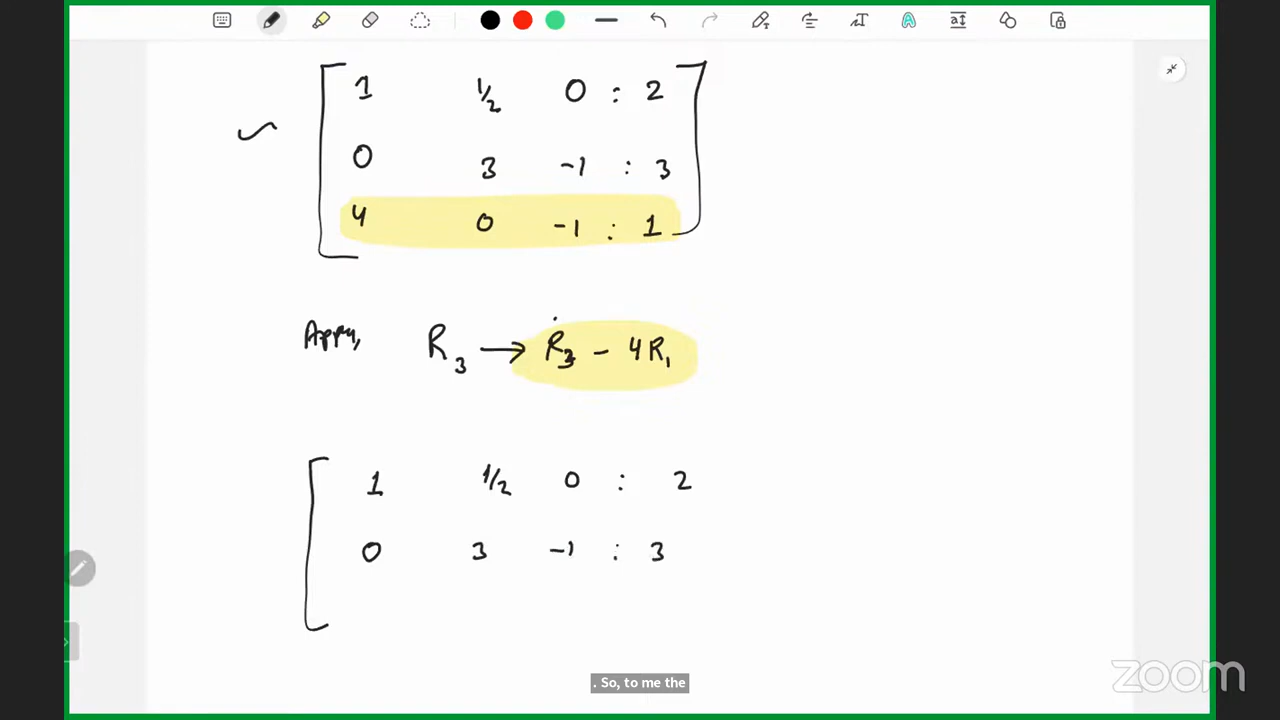 1 1/2 0 : 2
~
0 3 -1 : 3
4 0 -1 : 1
Apply, R3 → R3 - 4R1
1 1/2 0 : 2
0 3 -1 : 3
. So, to me the
zoom